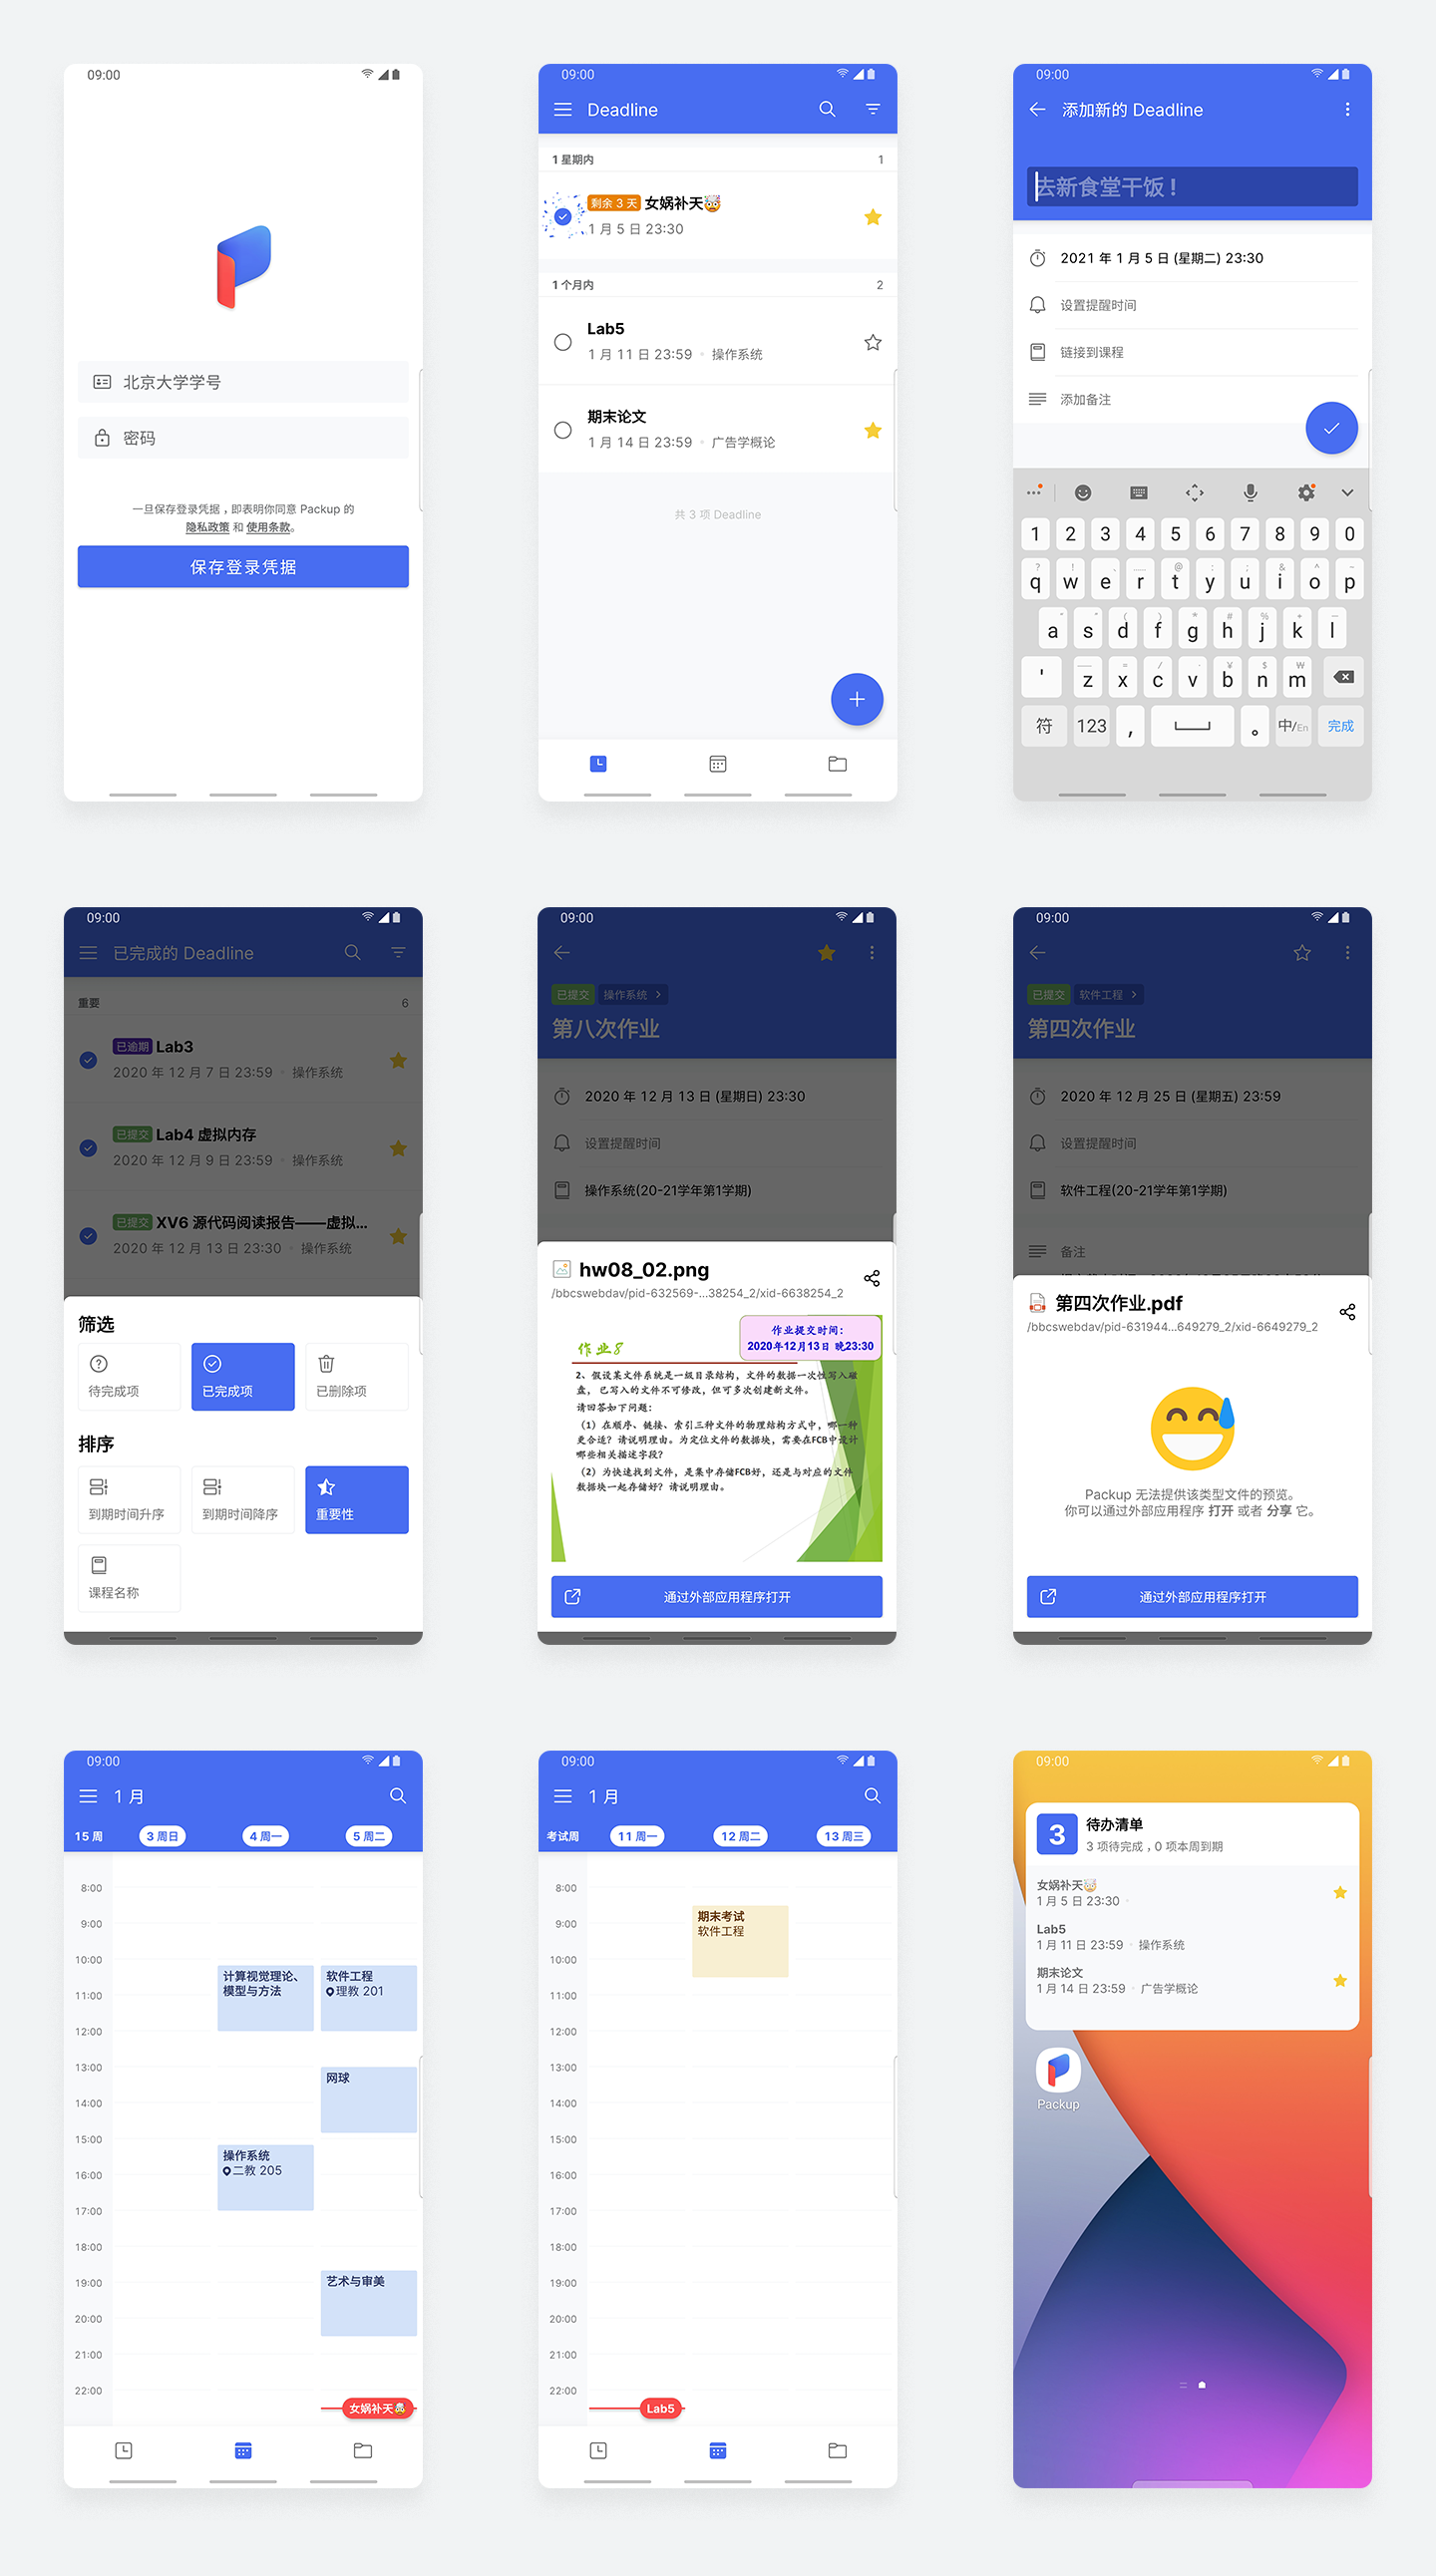 09:00
北京大学学号
密码
一旦保存登录凭据，即表明你同意 Packup 的
隐私政策 和 使用条款。
保存登录凭据
09:00
Deadline
1 星期内 1
剩余 3 天 女娲补天🤯
1 月 5 日 23:30
1 个月内 2
Lab5
1 月 11 日 23:59 • 操作系统
期末论文
1 月 14 日 23:59 • 广告学概论
共 3 项 Deadline
09:00
添加新的 Deadline
去新食堂干饭！
2021 年 1 月 5 日 (星期二) 23:30
设置提醒时间
链接到课程
添加备注
1 2 3 4 5 6 7 8 9 0
q w e r t y u i o p
a s d f g h j k l
' z x c v b n m
符 123 , 。 中/En 完成
09:00
已完成的 Deadline
重要 6
已逾期 Lab3
2020 年 12 月 7 日 23:59 • 操作系统
已提交 Lab4 虚拟内存
2020 年 12 月 9 日 23:59 • 操作系统
已提交 XV6 源代码阅读报告——虚拟...
2020 年 12 月 13 日 23:30 • 操作系统
筛选
待完成项 已完成项 已删除项
排序
到期时间升序 到期时间降序 重要性
课程名称
09:00
已提交 操作系统 >
第八次作业
2020 年 12 月 13 日 (星期日) 23:30
设置提醒时间
操作系统(20-21学年第1学期)
hw08_02.png
/bbcswebdav/pid-632569-...38254_2/xid-6638254_2
作业提交时间：
2020年12月13日 晚23:30
作业8
2、假设某文件系统是一级目录结构，文件的数据一次性写入磁
盘，已写入的文件不可修改，但可多次创建新文件。
请回答如下问题：
（1）在顺序、链接、索引三种文件的物理结构方式中，哪一种
更合适？请说明理由。为定位文件的数据块，需要在FCB中设计
哪些相关描述字段？
（2）为快速找到文件，是集中存储FCB好，还是与对应的文件
数据块一起存储好？请说明理由。
通过外部应用程序打开
09:00
已提交 软件工程 >
第四次作业
2020 年 12 月 25 日 (星期五) 23:59
设置提醒时间
软件工程(20-21学年第1学期)
备注
第四次作业.pdf
/bbcswebdav/pid-631944...649279_2/xid-6649279_2
Packup 无法提供该类型文件的预览。
你可以通过外部应用程序 打开 或者 分享 它。
通过外部应用程序打开
09:00
1 月
15 周 3 周日 4 周一 5 周二
8:00
9:00
10:00
计算视觉理论、
模型与方法
软件工程
理教 201
11:00
12:00
13:00
网球
14:00
15:00
操作系统
二教 205
16:00
17:00
18:00
19:00
艺术与审美
20:00
21:00
22:00
女娲补天🤯
09:00
1 月
考试周 11 周一 12 周二 13 周三
8:00
9:00
期末考试
软件工程
10:00
11:00
12:00
13:00
14:00
15:00
16:00
17:00
18:00
19:00
20:00
21:00
22:00
Lab5
09:00
3
待办清单
3 项待完成，0 项本周到期
女娲补天🤯
1 月 5 日 23:30 •
Lab5
1 月 11 日 23:59 • 操作系统
期末论文
1 月 14 日 23:59 • 广告学概论
Packup